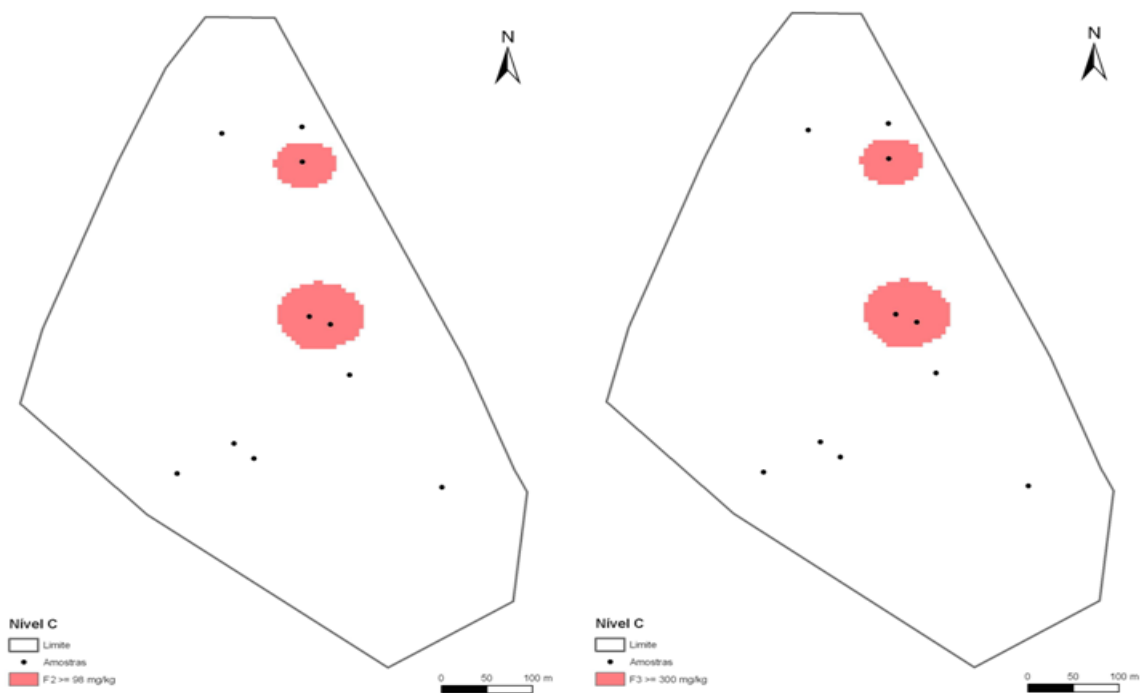 N
Nível C
Limite
Amostras
F2 >= 98 mg/kg
0 50 100 m
N
Nível C
Limite
Amostras
F3 >= 300 mg/kg
0 50 100 m